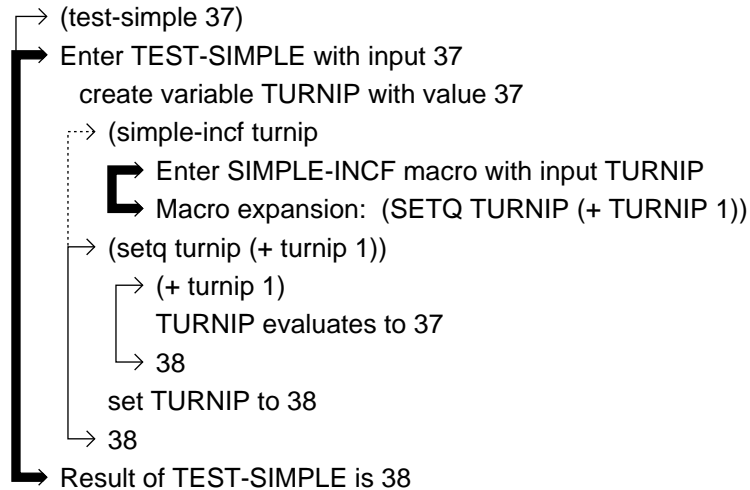 (test-simple 37)
Enter TEST-SIMPLE with input 37
create variable TURNIP with value 37
(simple-incf turnip
Enter SIMPLE-INCF macro with input TURNIP
Macro expansion: (SETQ TURNIP (+ TURNIP 1))
(setq turnip (+ turnip 1))
(+ turnip 1)
TURNIP evaluates to 37
38
set TURNIP to 38
38
Result of TEST-SIMPLE is 38